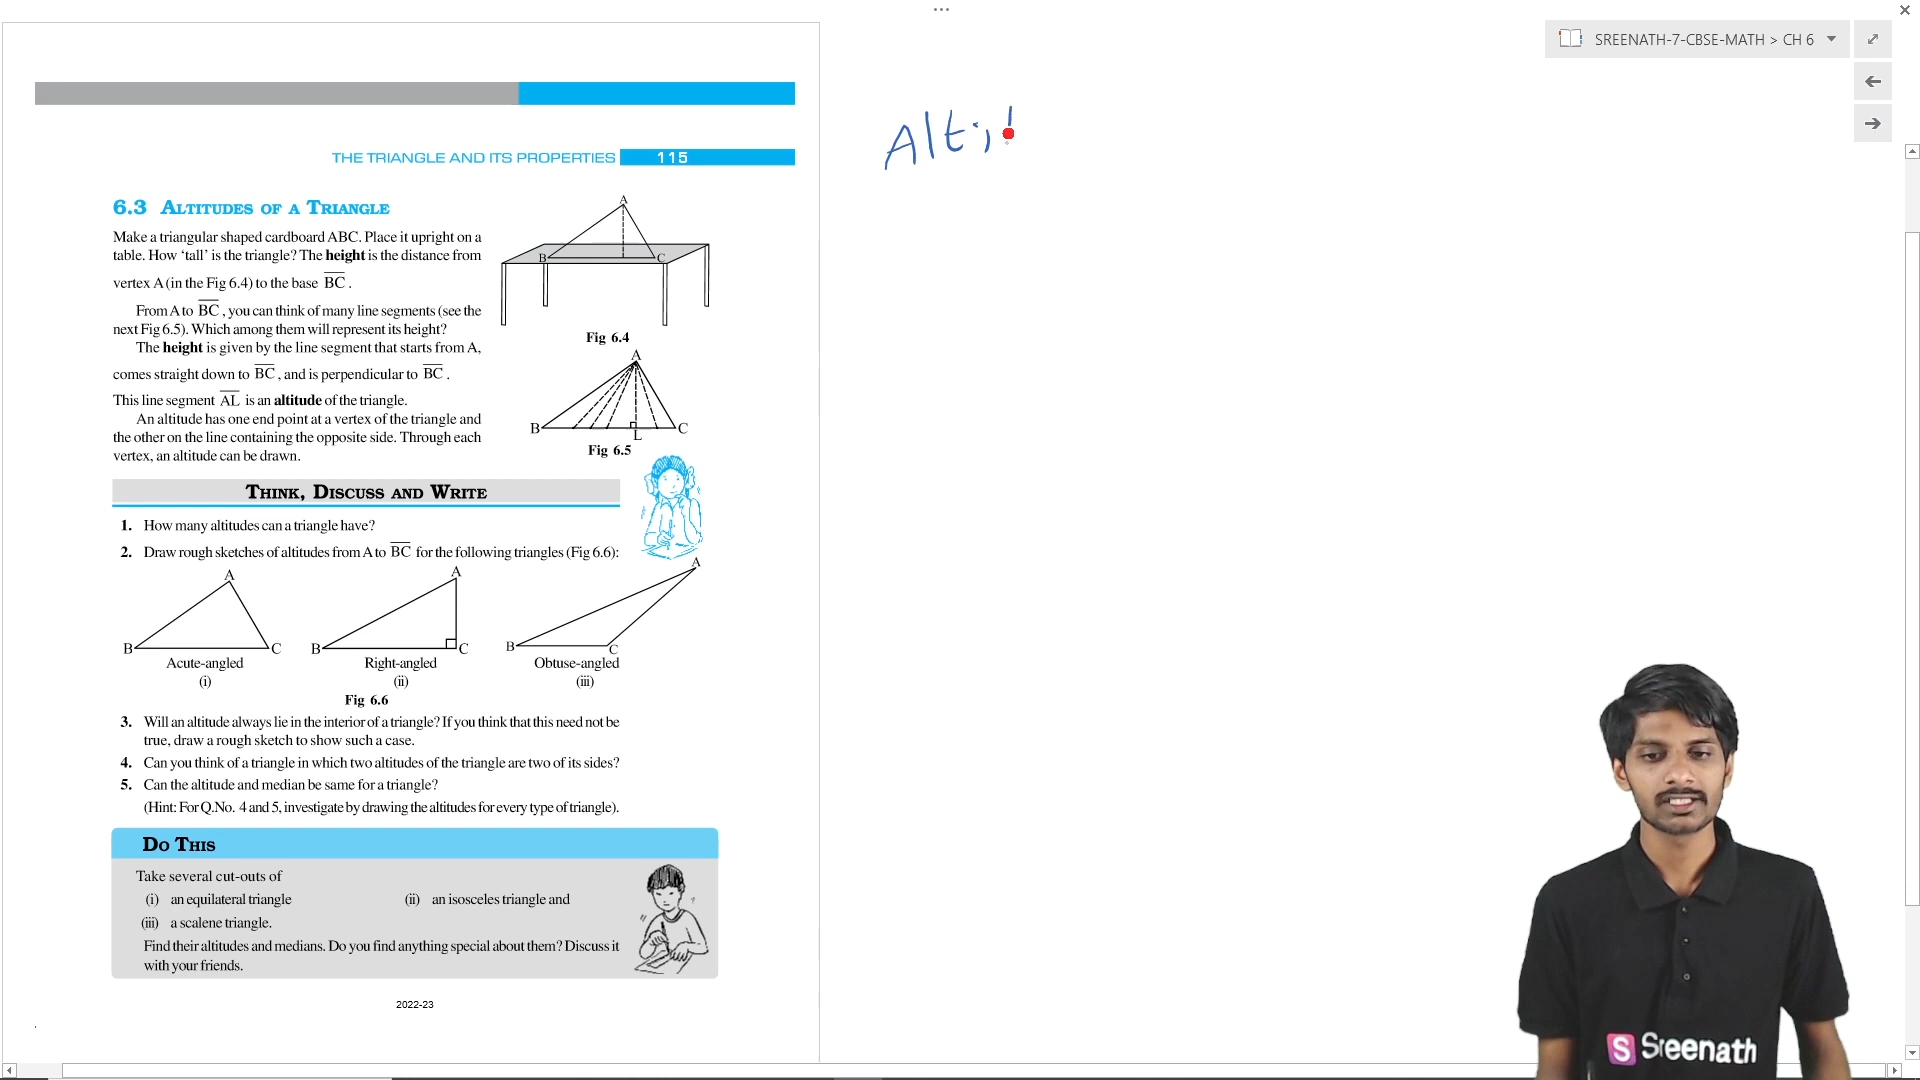 SREENATH-7-CBSE-MATH > CH 6
THE TRIANGLE AND ITS PROPERTIES 115
6.3 ALTITUDES OF A TRIANGLE
Make a triangular shaped cardboard ABC. Place it upright on a
table. How ‘tall’ is the triangle? The height is the distance from
vertex A (in the Fig 6.4) to the base BC.
From A to BC, you can think of many line segments (see the
next Fig 6.5). Which among them will represent its height?
The height is given by the line segment that starts from A,
comes straight down to BC, and is perpendicular to BC.
This line segment AL is an altitude of the triangle.
An altitude has one end point at a vertex of the triangle and
the other on the line containing the opposite side. Through each
vertex, an altitude can be drawn.
A
B
C
Fig 6.4
A
B
L
C
Fig 6.5
THINK, DISCUSS AND WRITE
1. How many altitudes can a triangle have?
2. Draw rough sketches of altitudes from A to BC for the following triangles (Fig 6.6):
A
B
C
Acute-angled
(i)
A
B
C
Right-angled
(ii)
A
B
C
Obtuse-angled
(iii)
Fig 6.6
3. Will an altitude always lie in the interior of a triangle? If you think that this need not be
true, draw a rough sketch to show such a case.
4. Can you think of a triangle in which two altitudes of the triangle are two of its sides?
5. Can the altitude and median be same for a triangle?
(Hint: For Q.No. 4 and 5, investigate by drawing the altitudes for every type of triangle).
DO THIS
Take several cut-outs of
(i) an equilateral triangle (ii) an isosceles triangle and
(iii) a scalene triangle.
Find their altitudes and medians. Do you find anything special about them? Discuss it
with your friends.
2022-23
S Sreenath